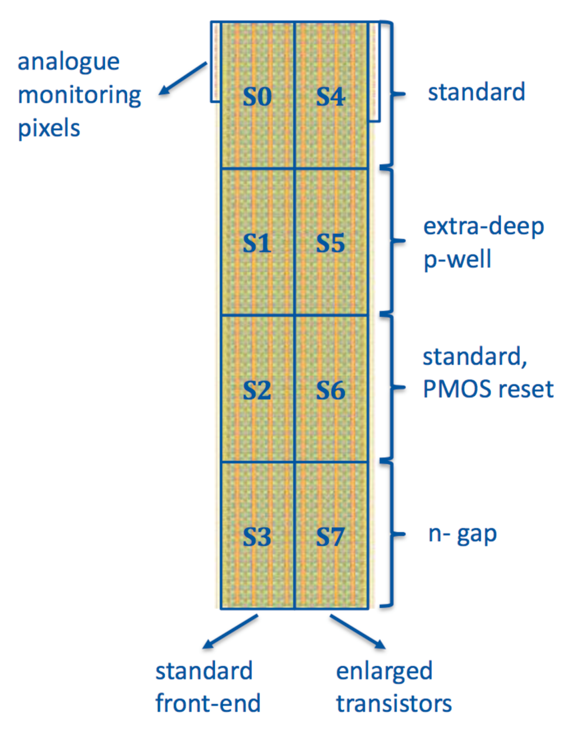 analogue
monitoring
pixels
S0 S4
standard
S1 S5
extra-deep
p-well
S2 S6
standard,
PMOS reset
S3 S7
n- gap
standard
front-end
enlarged
transistors